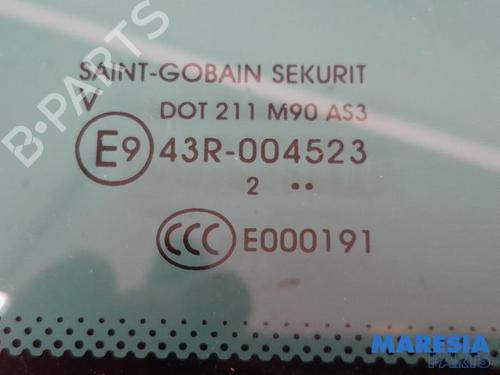 B-PARTS
SAINT-GOBAIN SEKURIT
V
DOT 211 M90 AS3
E9 43R-004523
2 ••
CCC E000191
MARESIA
PARTS